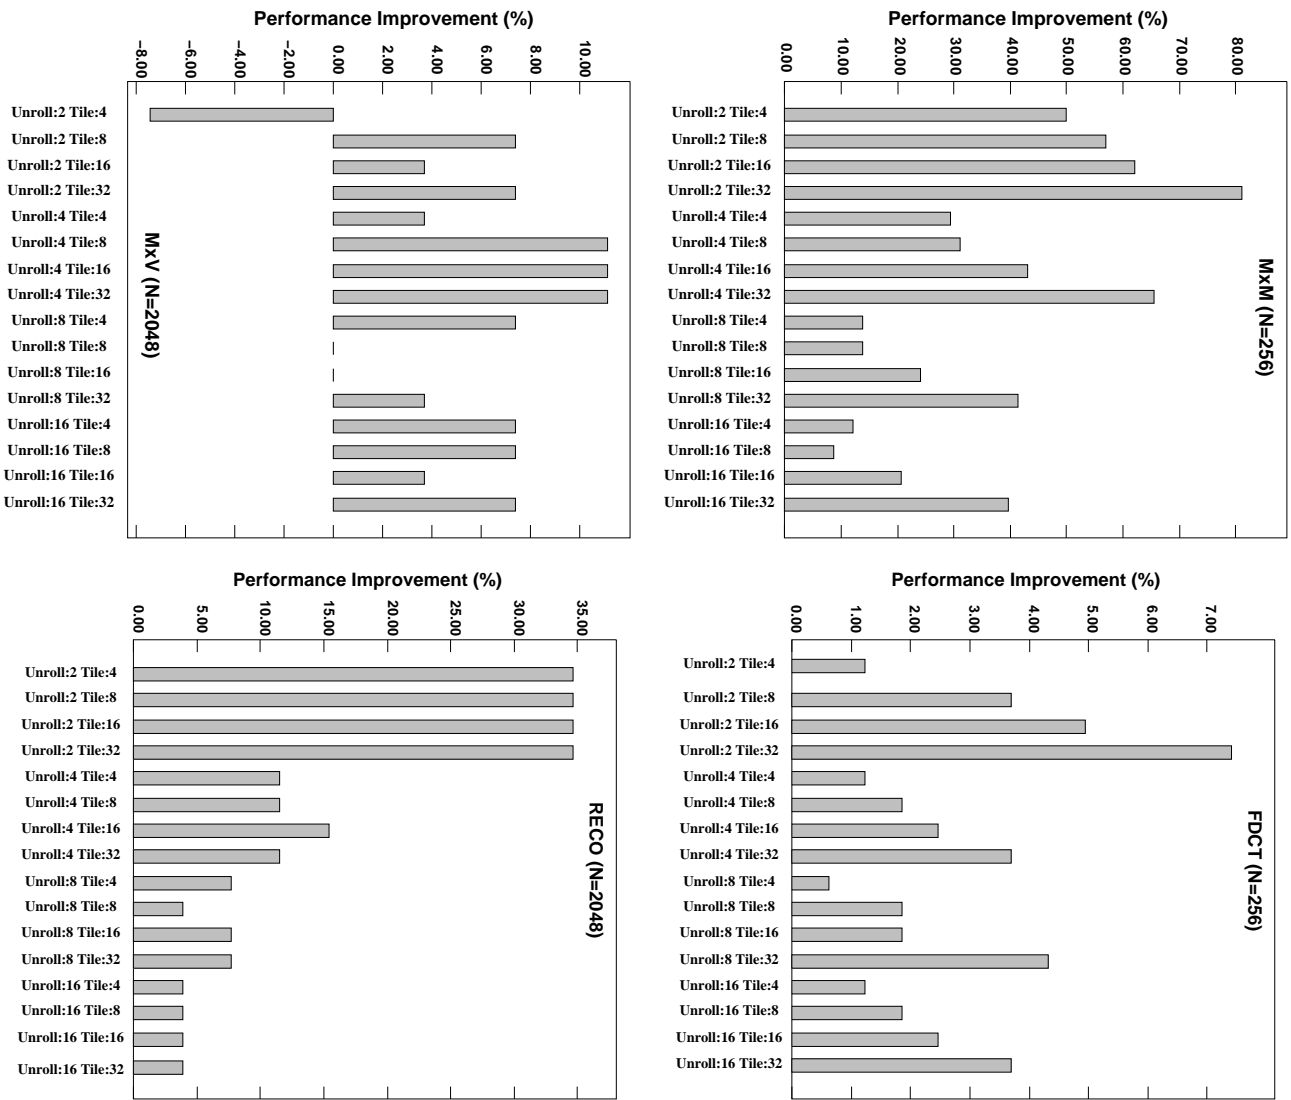 Performance Improvement (%)
−8.00
−6.00
−4.00
−2.00
0.00
2.00
4.00
6.00
8.00
10.00
Unroll:2 Tile:4
Unroll:2 Tile:8
Unroll:2 Tile:16
Unroll:2 Tile:32
Unroll:4 Tile:4
Unroll:4 Tile:8
Unroll:4 Tile:16
Unroll:4 Tile:32
Unroll:8 Tile:4
Unroll:8 Tile:8
Unroll:8 Tile:16
Unroll:8 Tile:32
Unroll:16 Tile:4
Unroll:16 Tile:8
Unroll:16 Tile:16
Unroll:16 Tile:32
MxV (N=2048)
Performance Improvement (%)
0.00
10.00
20.00
30.00
40.00
50.00
60.00
70.00
80.00
Unroll:2 Tile:4
Unroll:2 Tile:8
Unroll:2 Tile:16
Unroll:2 Tile:32
Unroll:4 Tile:4
Unroll:4 Tile:8
Unroll:4 Tile:16
Unroll:4 Tile:32
Unroll:8 Tile:4
Unroll:8 Tile:8
Unroll:8 Tile:16
Unroll:8 Tile:32
Unroll:16 Tile:4
Unroll:16 Tile:8
Unroll:16 Tile:16
Unroll:16 Tile:32
MxM (N=256)
Performance Improvement (%)
0.00
5.00
10.00
15.00
20.00
25.00
30.00
35.00
Unroll:2 Tile:4
Unroll:2 Tile:8
Unroll:2 Tile:16
Unroll:2 Tile:32
Unroll:4 Tile:4
Unroll:4 Tile:8
Unroll:4 Tile:16
Unroll:4 Tile:32
Unroll:8 Tile:4
Unroll:8 Tile:8
Unroll:8 Tile:16
Unroll:8 Tile:32
Unroll:16 Tile:4
Unroll:16 Tile:8
Unroll:16 Tile:16
Unroll:16 Tile:32
RECO (N=2048)
Performance Improvement (%)
0.00
1.00
2.00
3.00
4.00
5.00
6.00
7.00
Unroll:2 Tile:4
Unroll:2 Tile:8
Unroll:2 Tile:16
Unroll:2 Tile:32
Unroll:4 Tile:4
Unroll:4 Tile:8
Unroll:4 Tile:16
Unroll:4 Tile:32
Unroll:8 Tile:4
Unroll:8 Tile:8
Unroll:8 Tile:16
Unroll:8 Tile:32
Unroll:16 Tile:4
Unroll:16 Tile:8
Unroll:16 Tile:16
Unroll:16 Tile:32
FDCT (N=256)